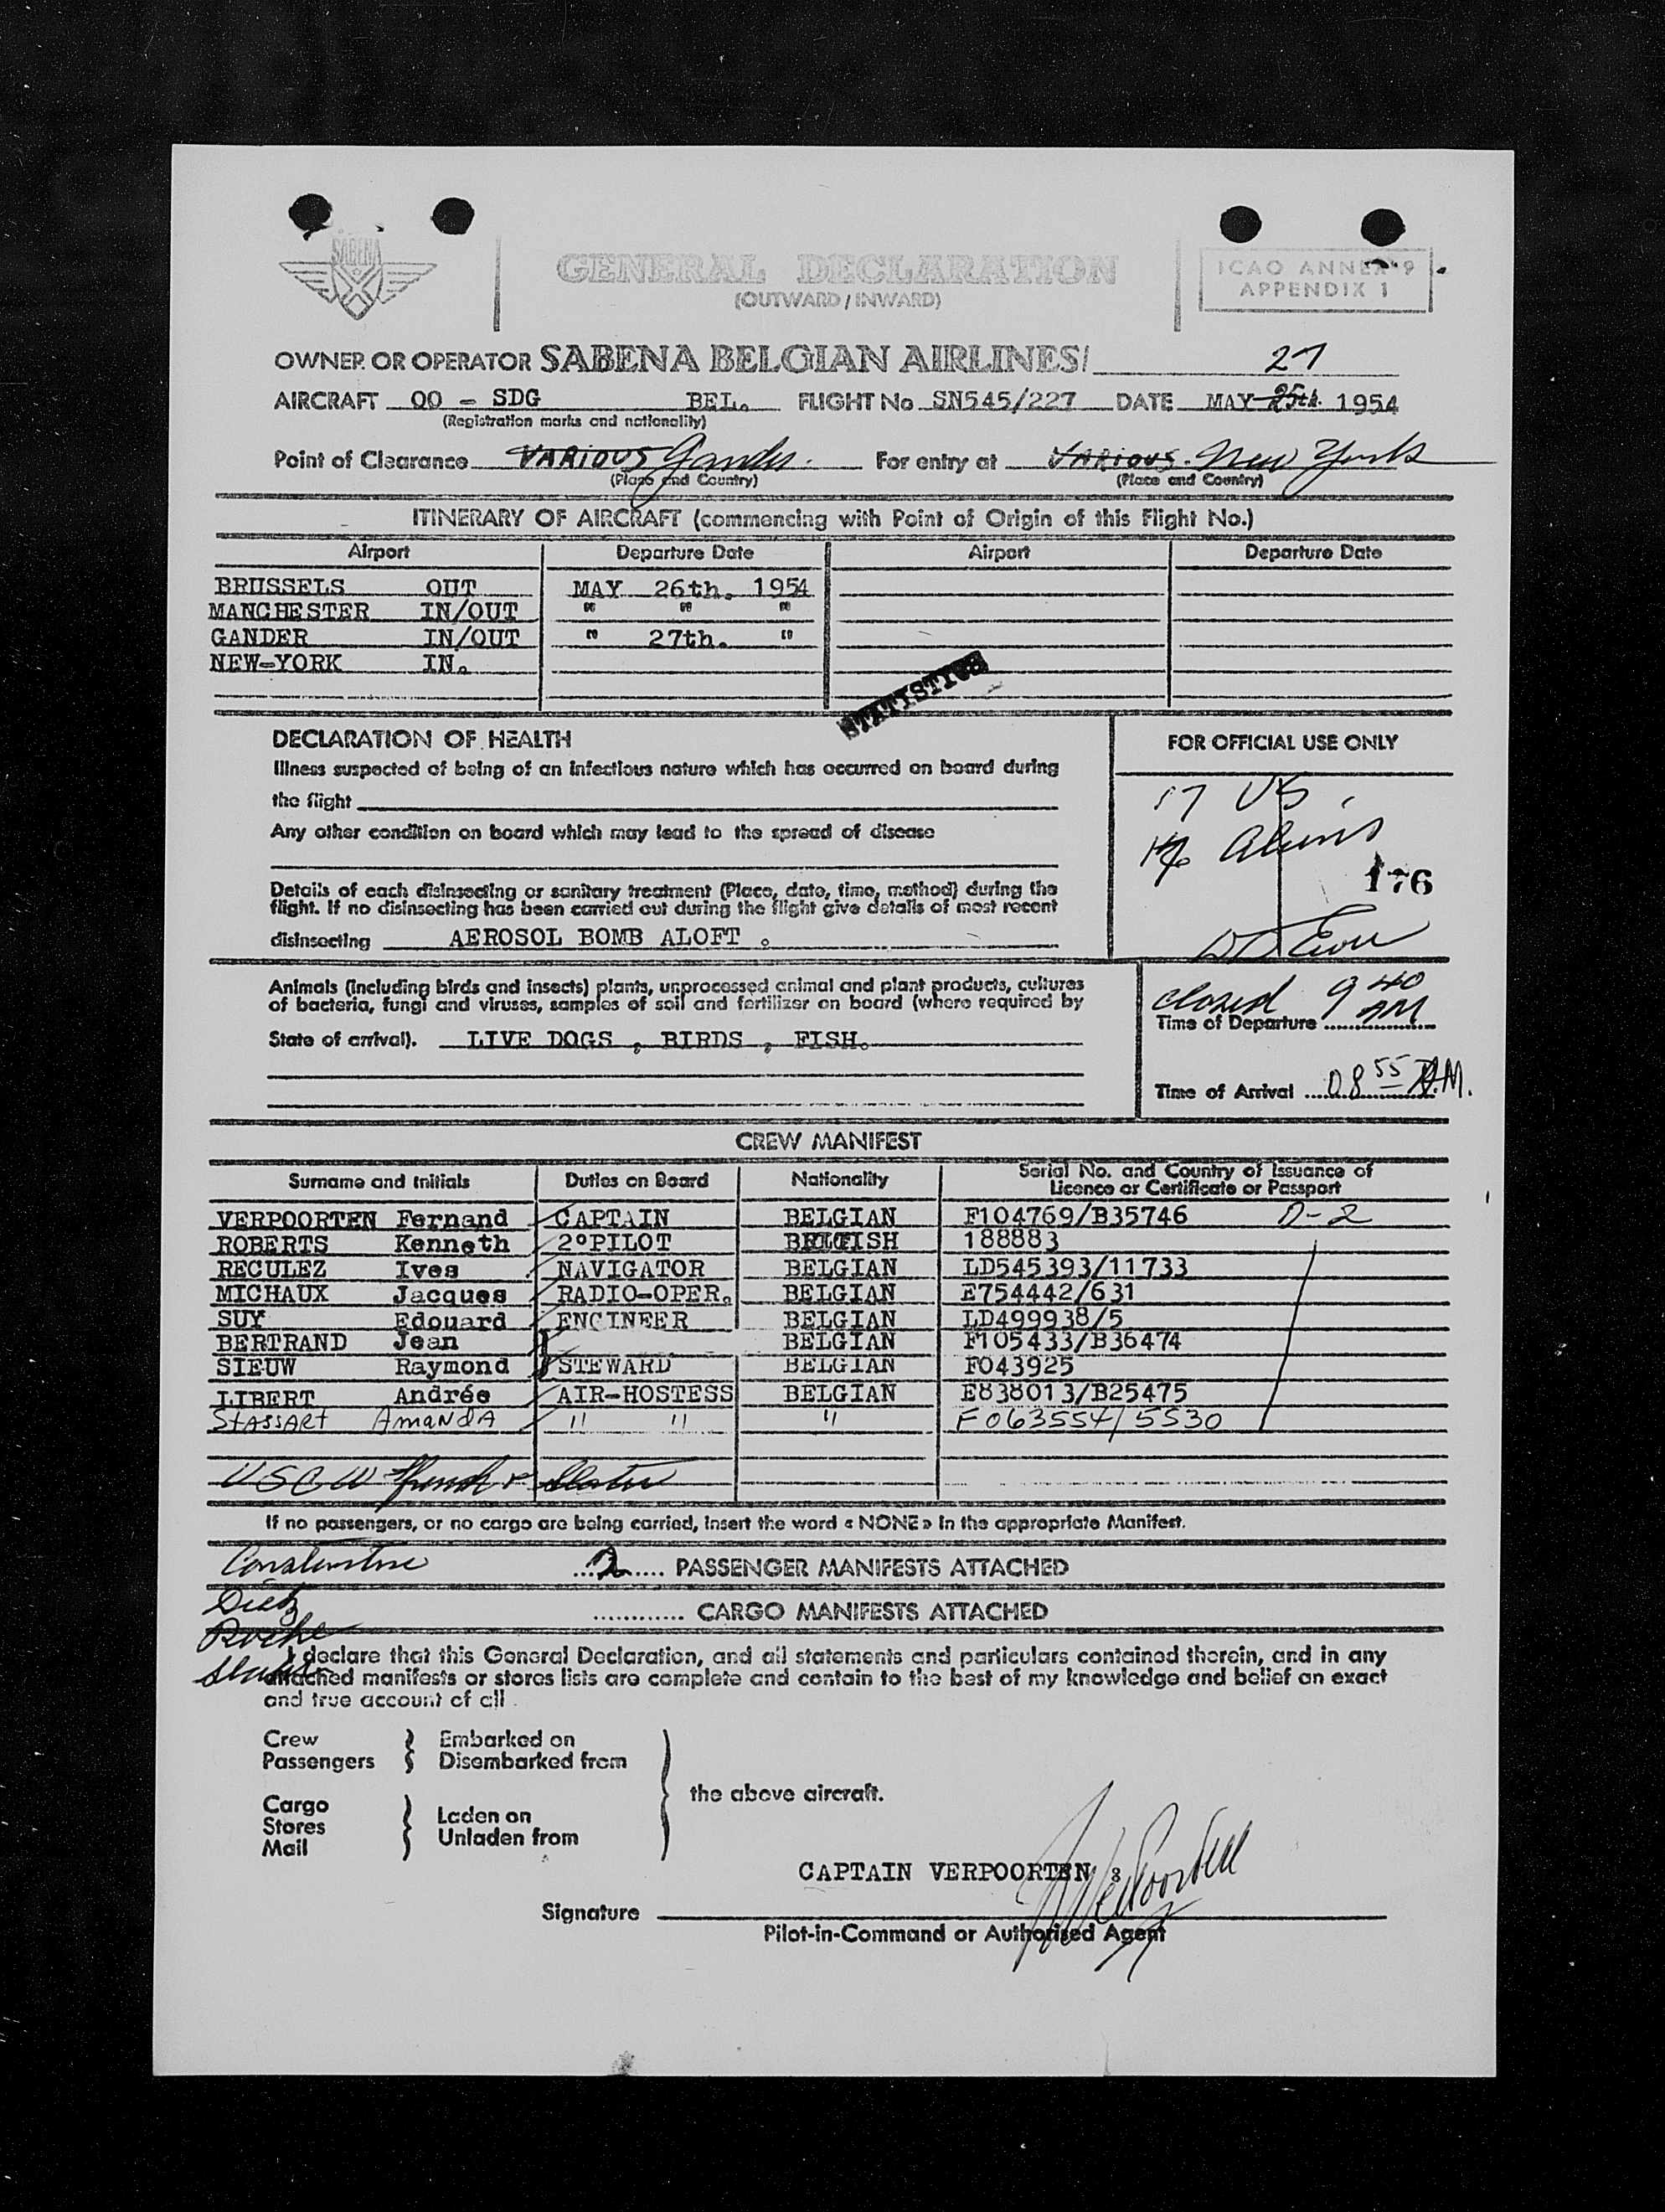 SABENA
GENERAL DECLARATION
(OUTWARD / INWARD)
ICAO ANNEX 9
APPENDIX 1
OWNER OR OPERATOR SABENA BELGIAN AIRLINES/ 27
AIRCRAFT OO - SDG BEL. FLIGHT No SN545/227 DATE MAY 25th. 1954
(Registration marks and nationality)
Point of Clearance VARIOUS Gander. For entry at VARIOUS. New York
(Place and Country) (Place and Country)
ITINERARY OF AIRCRAFT (commencing with Point of Origin of this Flight No.)
Airport Departure Date Airport Departure Date
BRUSSELS OUT MAY 26th. 1954
MANCHESTER IN/OUT " " "
GANDER IN/OUT " 27th. "
NEW-YORK IN.
STATISTICS
DECLARATION OF HEALTH
FOR OFFICIAL USE ONLY
Illness suspected of being of an infectious nature which has occurred on board during
the flight
17 US
Any other condition on board which may lead to the spread of disease
Aliens
176
Details of each disinsecting or sanitary treatment (Place, date, time, method) during the
flight. If no disinsecting has been carried out during the flight give details of most recent
disinsecting AEROSOL BOMB ALOFT .
Animals (including birds and insects) plants, unprocessed animal and plant products, cultures
of bacteria, fungi and viruses, samples of soil and fertilizer on board (where required by
State of arrival). LIVE DOGS , BIRDS , FISH.
closed 9 40 AM
Time of Departure
Time of Arrival 08 55 A.M.
CREW MANIFEST
Surname and Initials Duties on Board Nationality Serial No. and Country of Issuance of
Licence or Certificate or Passport
VERPOORTEN Fernand CAPTAIN BELGIAN F104769/B35746 D-2
ROBERTS Kenneth 2°PILOT 188883
RECULEZ Ives NAVIGATOR BELGIAN LD545393/11733
MICHAUX Jacques RADIO-OPER. BELGIAN E754442/631
SUY Edouard ENGINEER BELGIAN LD499938/5
BERTRAND Jean BELGIAN F105433/B36474
SIEUW Raymond STEWARD BELGIAN F043925
LIBERT Andrée AIR-HOSTESS BELGIAN E838013/B25475
STASSART AmandA " " " F063554/5530
If no passengers, or no cargo are being carried, insert the word « NONE » in the appropriate Manifest.
Constantine
2 PASSENGER MANIFESTS ATTACHED
Dietz
CARGO MANIFESTS ATTACHED
Roche
I declare that this General Declaration, and all statements and particulars contained therein, and in any
attached manifests or stores lists are complete and contain to the best of my knowledge and belief an exact
and true account of all .
Crew
Passengers
Embarked on
Disembarked from
the above aircraft.
Cargo
Stores
Mail
Laden on
Unladen from
CAPTAIN VERPOORTEN :
Signature
Pilot-in-Command or Authorised Agent